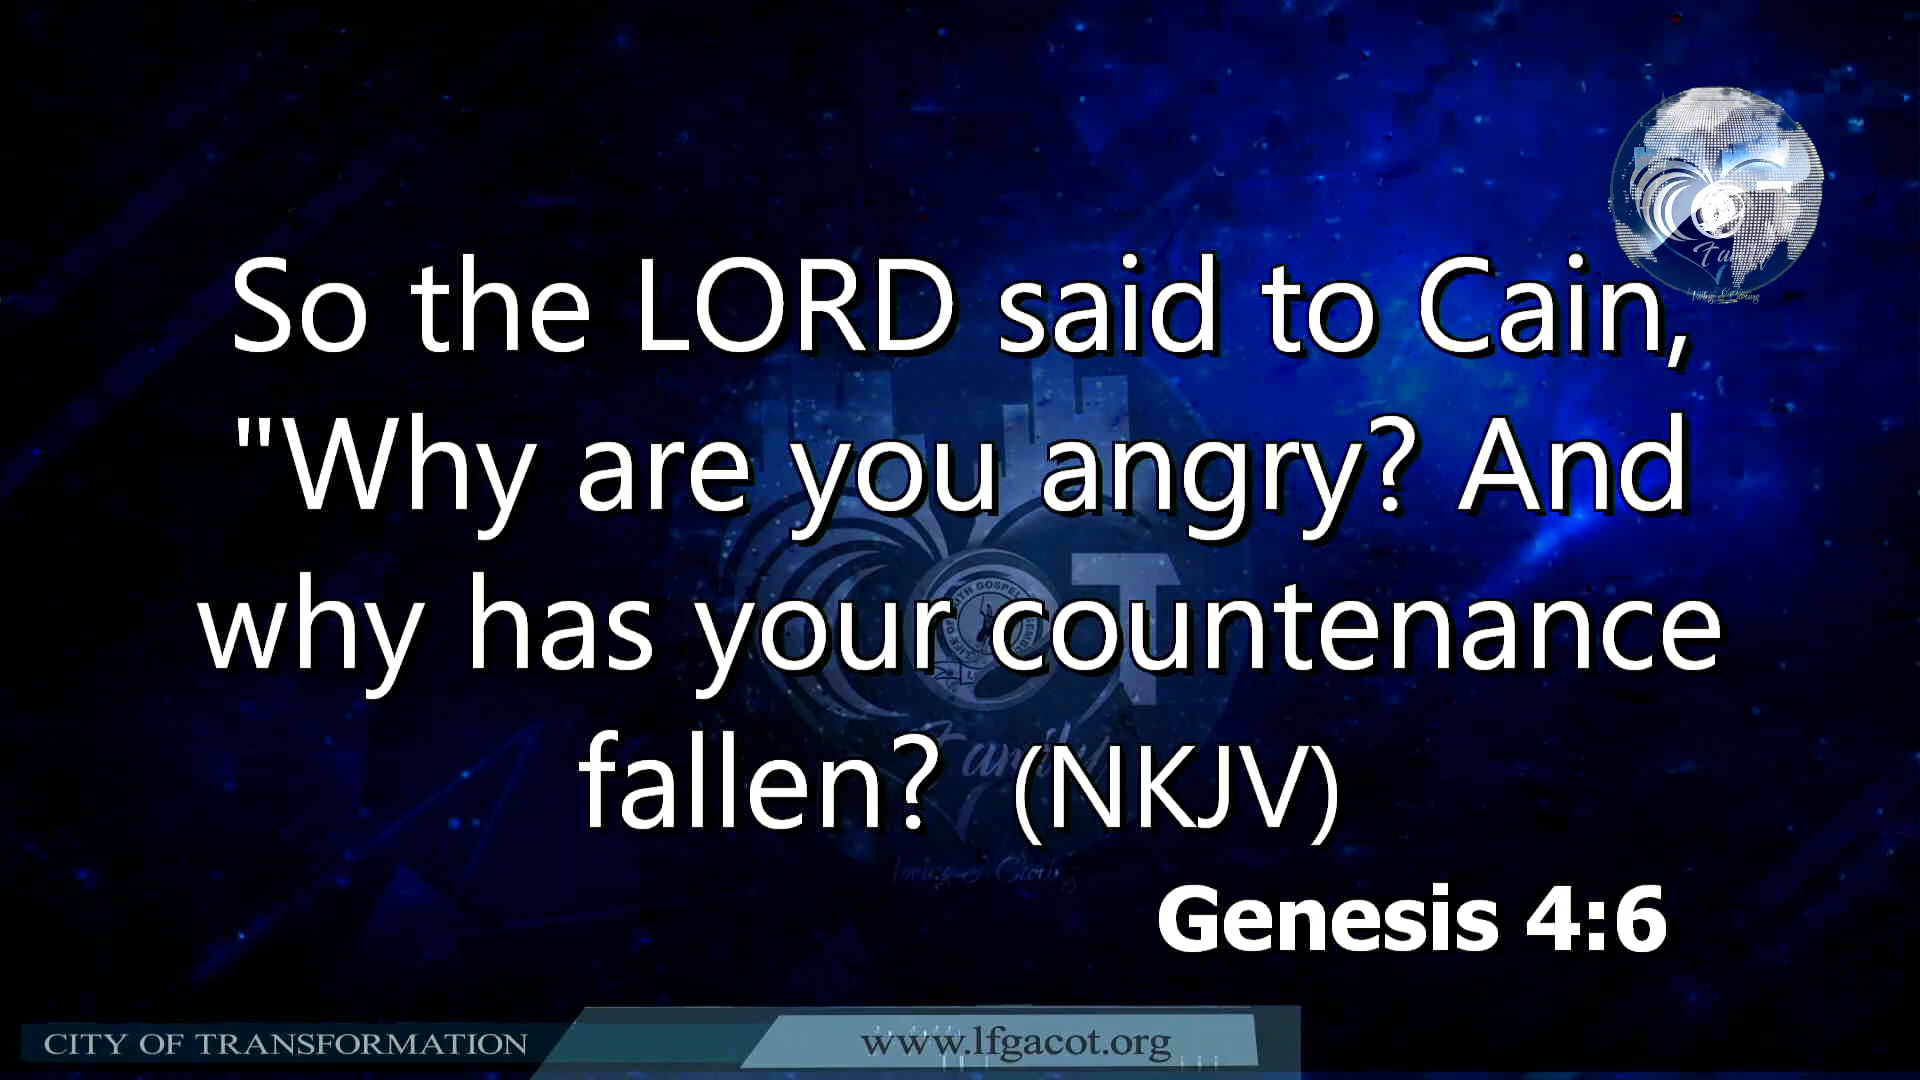 So the LORD said to Cain,
"Why are you angry? And
why has your countenance
fallen? (NKJV)
Genesis 4:6
Family
CITY OF TRANSFORMATION
www.lfgacot.org